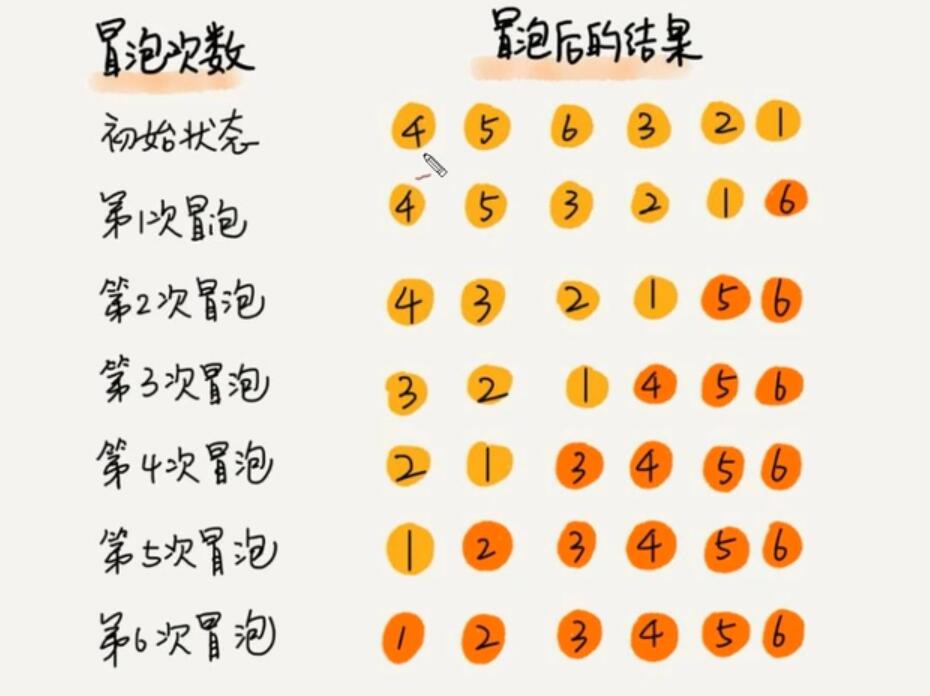 冒泡次数 冒泡后的结果
初始状态 4 5 6 3 2 1
第1次冒泡 4 5 3 2 1 6
第2次冒泡 4 3 2 1 5 6
第3次冒泡 3 2 1 4 5 6
第4次冒泡 2 1 3 4 5 6
第5次冒泡 1 2 3 4 5 6
第6次冒泡 1 2 3 4 5 6